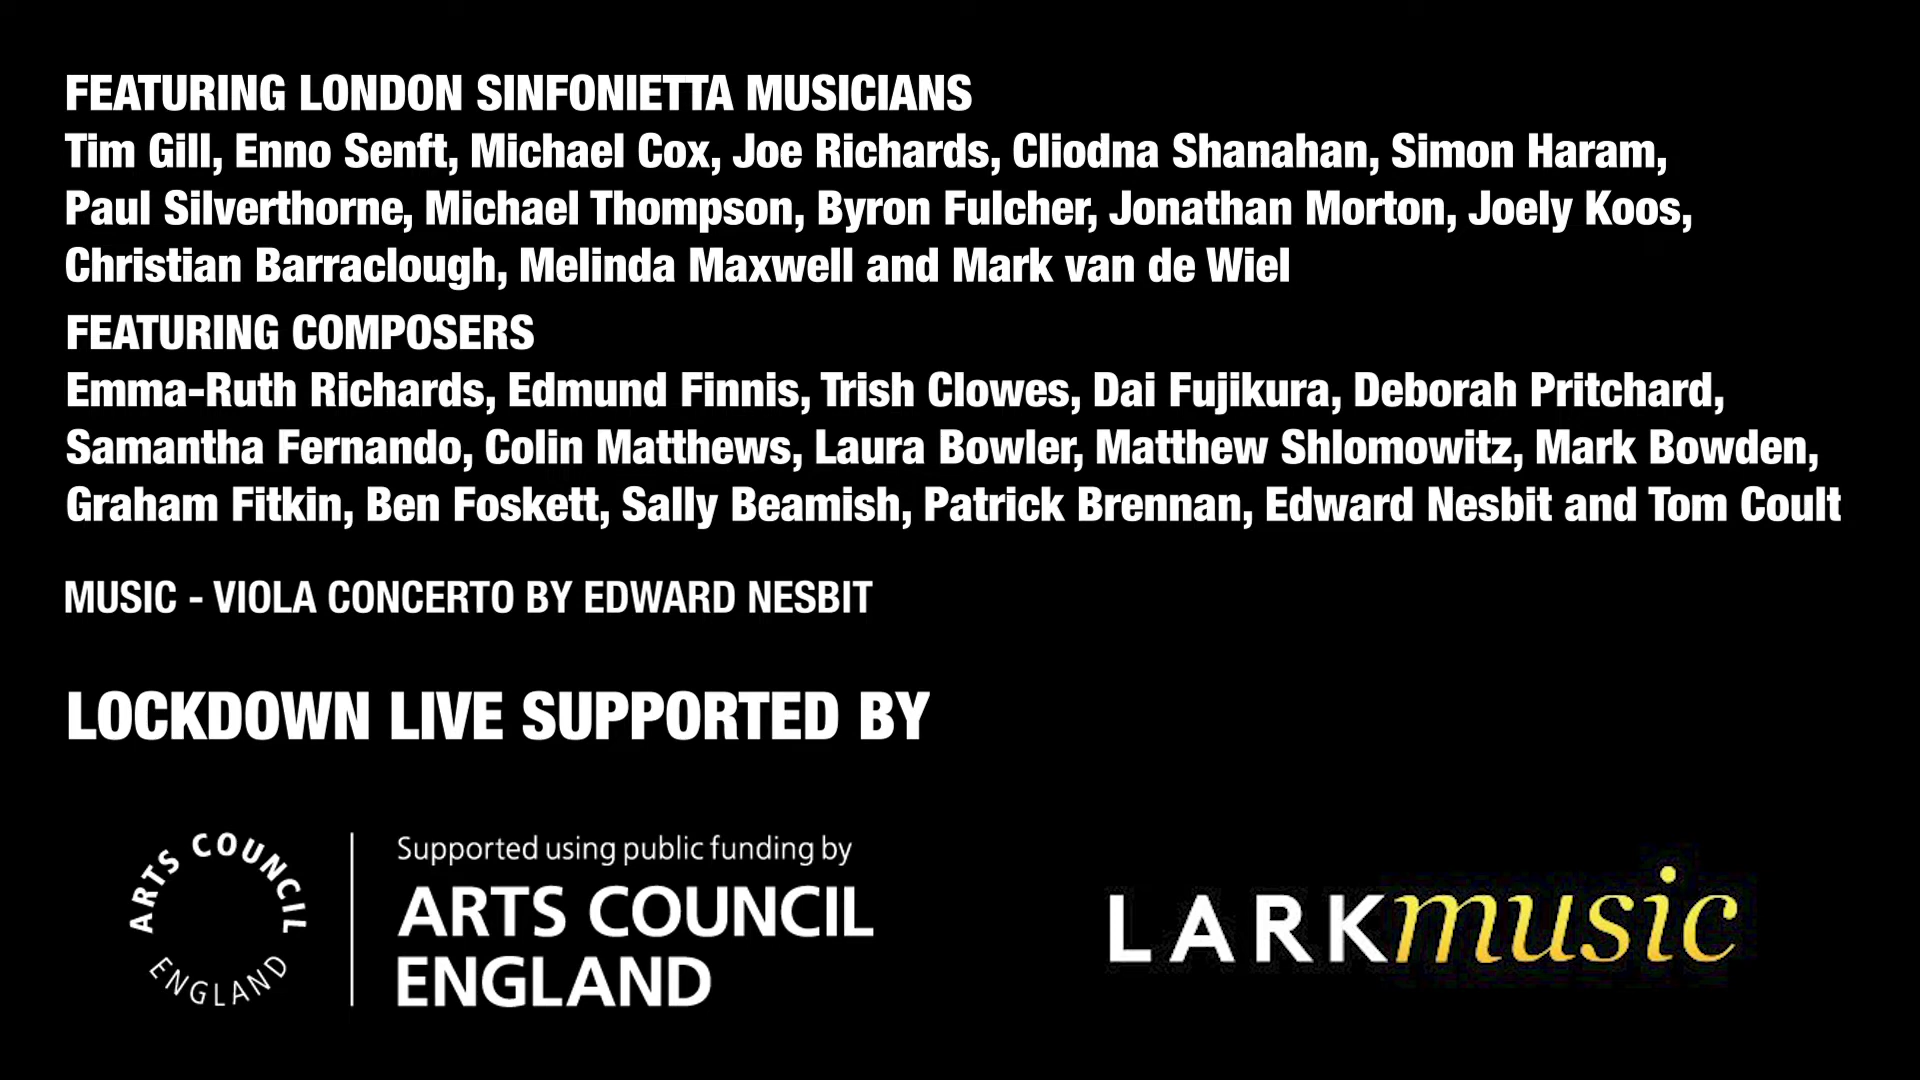 FEATURING LONDON SINFONIETTA MUSICIANS
Tim Gill, Enno Senft, Michael Cox, Joe Richards, Cliodna Shanahan, Simon Haram,
Paul Silverthorne, Michael Thompson, Byron Fulcher, Jonathan Morton, Joely Koos,
Christian Barraclough, Melinda Maxwell and Mark van de Wiel
FEATURING COMPOSERS
Emma-Ruth Richards, Edmund Finnis, Trish Clowes, Dai Fujikura, Deborah Pritchard,
Samantha Fernando, Colin Matthews, Laura Bowler, Matthew Shlomowitz, Mark Bowden,
Graham Fitkin, Ben Foskett, Sally Beamish, Patrick Brennan, Edward Nesbit and Tom Coult
MUSIC - VIOLA CONCERTO BY EDWARD NESBIT
LOCKDOWN LIVE SUPPORTED BY
ARTS COUNCIL
ENGLAND
Supported using public funding by
ARTS COUNCIL
ENGLAND
LARKmusic